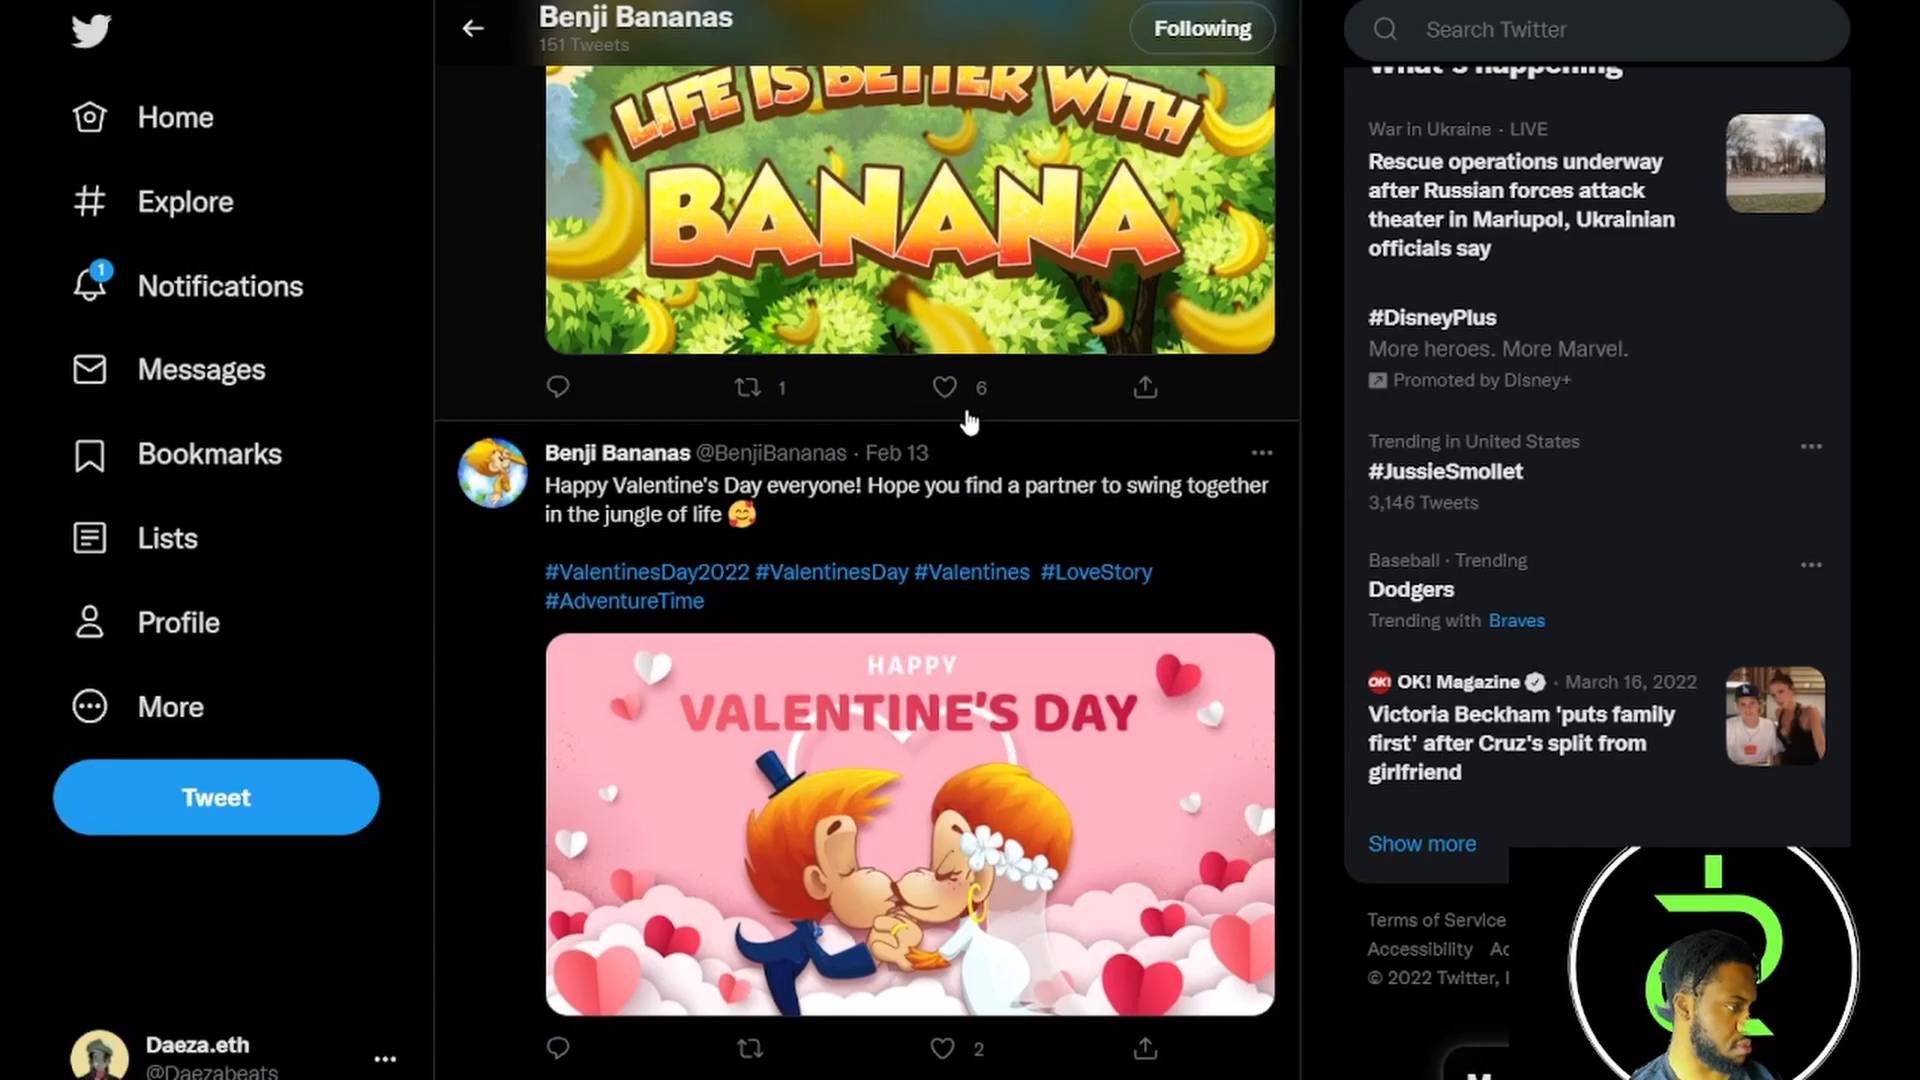 Home
Explore
1
Notifications
Messages
Bookmarks
Lists
Profile
More
Tweet
Daeza.eth
@Daezabeats
Benji Bananas
151 Tweets
Following
LIFE IS BETTER WITH
BANANA
1
6
Benji Bananas @BenjiBananas · Feb 13
Happy Valentine's Day everyone! Hope you find a partner to swing together
in the jungle of life
#ValentinesDay2022 #ValentinesDay #Valentines #LoveStory
#AdventureTime
HAPPY
VALENTINE'S DAY
2
Search Twitter
What's happening
War in Ukraine · LIVE
Rescue operations underway
after Russian forces attack
theater in Mariupol, Ukrainian
officials say
#DisneyPlus
More heroes. More Marvel.
Promoted by Disney+
Trending in United States
#JussieSmollet
3,146 Tweets
Baseball · Trending
Dodgers
Trending with Braves
OK! OK! Magazine · March 16, 2022
Victoria Beckham 'puts family
first' after Cruz's split from
girlfriend
Show more
Terms of Service
Accessibility
© 2022 Twitter,